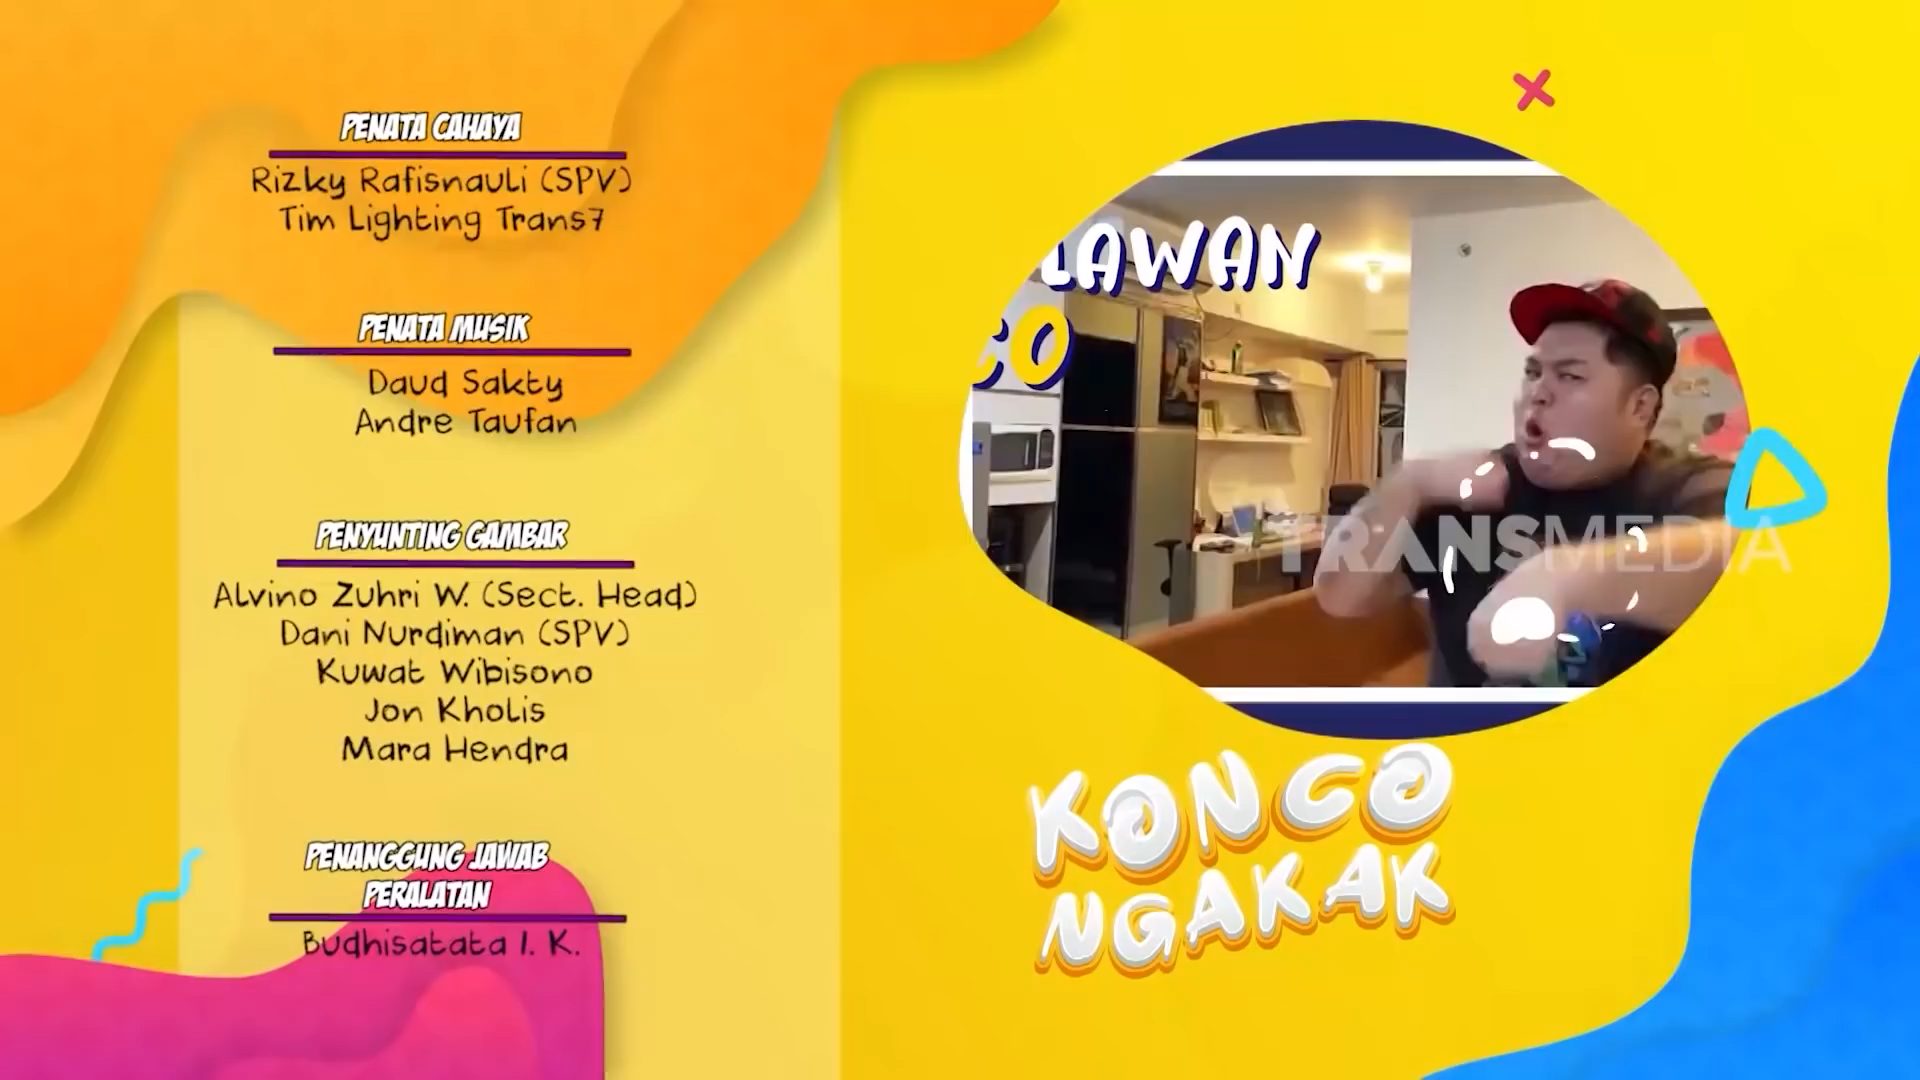 PENATA CAHAYA
Rizky Rafisnauli (SPV)
Tim Lighting Trans7
PENATA MUSIK
Daud Sakty
Andre Taufan
PENYUNTING GAMBAR
Alvino Zuhri W. (Sect. Head)
Dani Nurdiman (SPV)
Kuwat Wibisono
Jon Kholis
Mara Hendra
PENANGGUNG JAWAB
PERALATAN
Budhisatata I. K.
LAWAN
CO
TRANSMEDIA
KONCO
NGAKAK